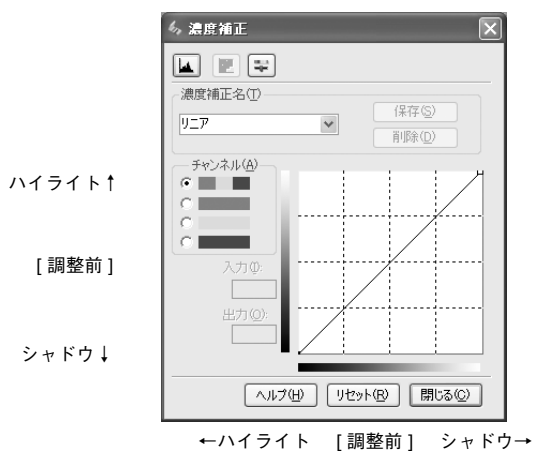 濃度補正
濃度補正名(T)
リニア
保存(S)
削除(D)
チャンネル(A)
ハイライト↑
[調整前]
入力(I):
出力(O):
シャドウ↓
ヘルプ(H) リセット(R) 閉じる(C)
←ハイライト [調整前] シャドウ→